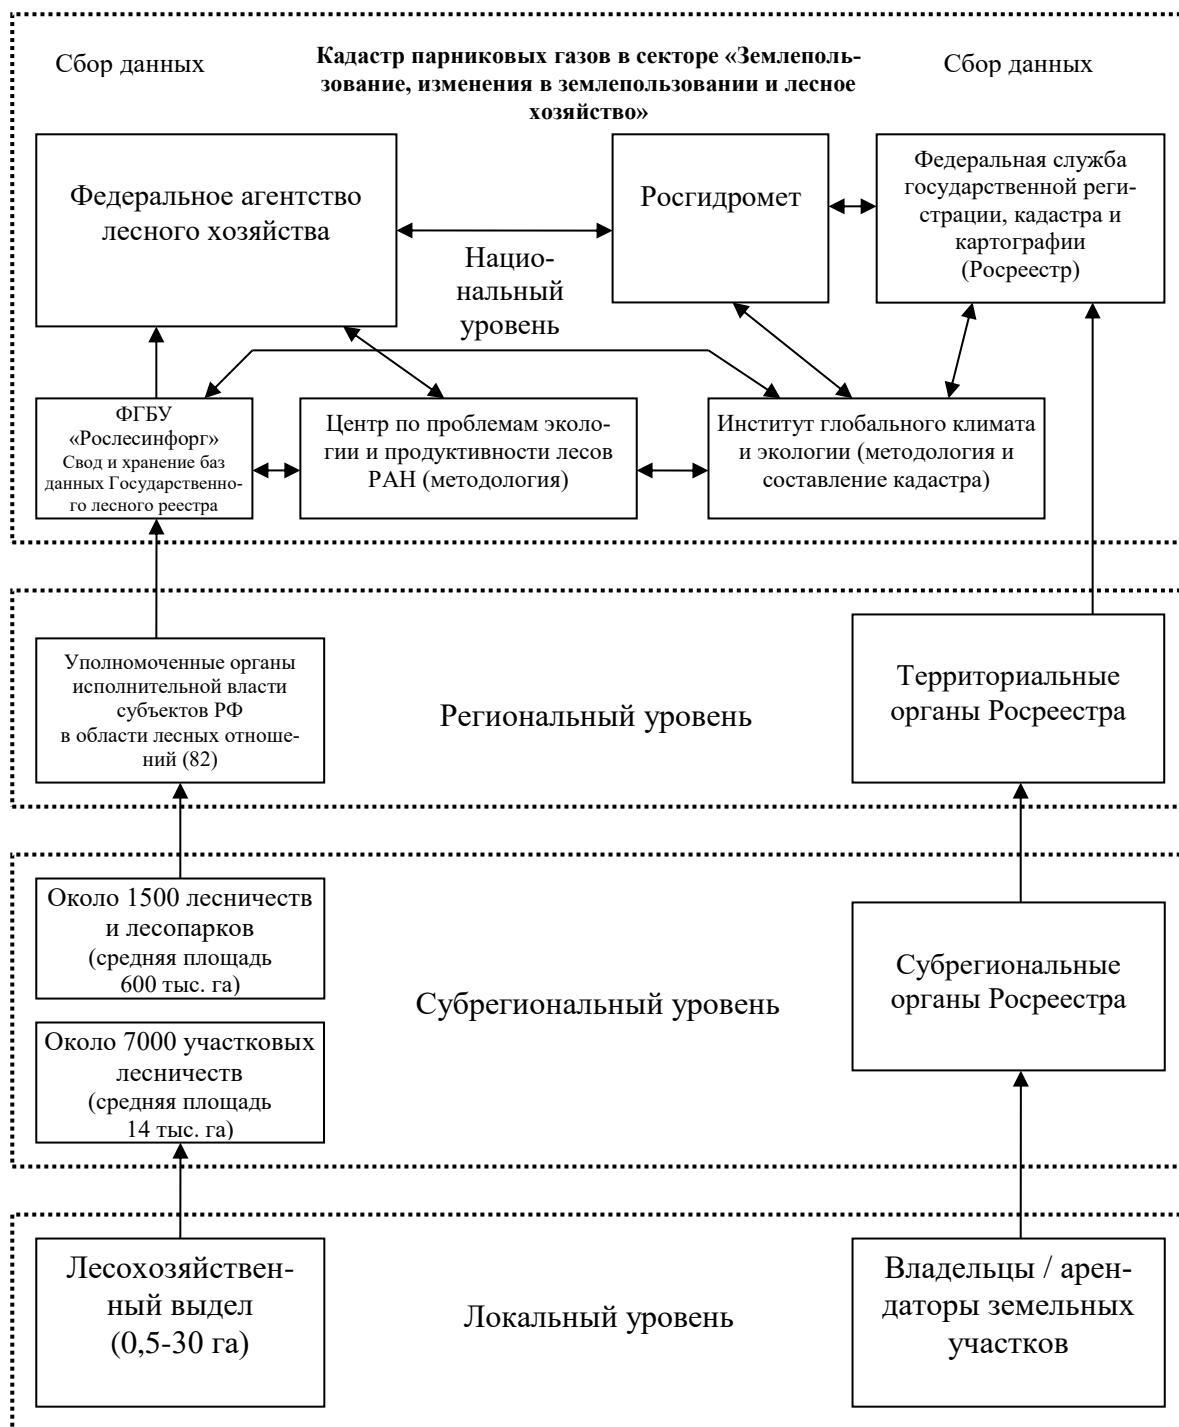 Сбор данных
Кадастр парниковых газов в секторе «Землеполь-
зование, изменения в землепользовании и лесное
хозяйство»
Сбор данных
Федеральное агентство
лесного хозяйства
Росгидромет
Федеральная служба
государственной реги-
страции, кадастра и
картографии
(Росреестр)
Нацио-
нальный
уровень
ФГБУ
«Рослесинфорг»
Свод и хранение баз
данных Государственно-
го лесного реестра
Центр по проблемам эколо-
гии и продуктивности лесов
РАН (методология)
Институт глобального климата
и экологии (методология и
составление кадастра)
Уполномоченные органы
исполнительной власти
субъектов РФ
в области лесных отноше-
ний (82)
Региональный уровень
Территориальные
органы Росреестра
Около 1500 лесничеств
и лесопарков
(средняя площадь
600 тыс. га)
Субрегиональный уровень
Субрегиональные
органы Росреестра
Около 7000 участковых
лесничеств
(средняя площадь
14 тыс. га)
Лесохозяйствен-
ный выдел
(0,5-30 га)
Локальный уровень
Владельцы / арен-
даторы земельных
участков